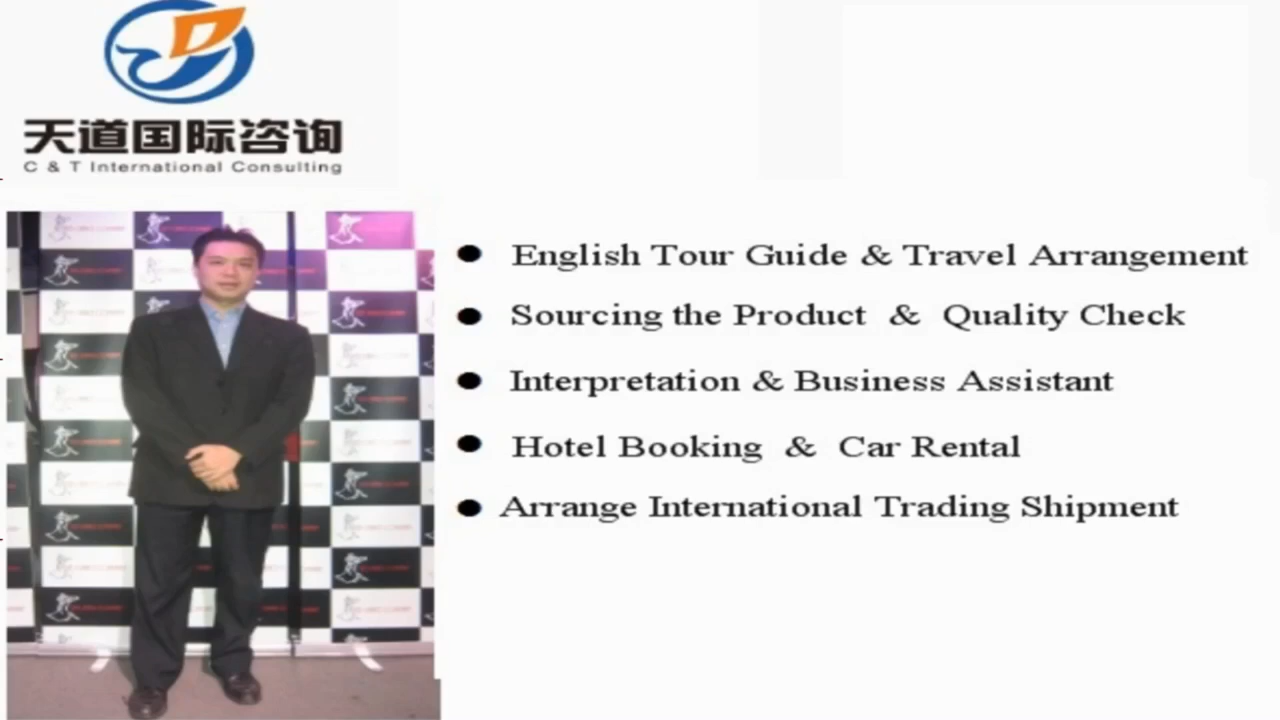 天道国际咨询
C & T International Consulting
English Tour Guide & Travel Arrangement
Sourcing the Product & Quality Check
Interpretation & Business Assistant
Hotel Booking & Car Rental
Arrange International Trading Shipment